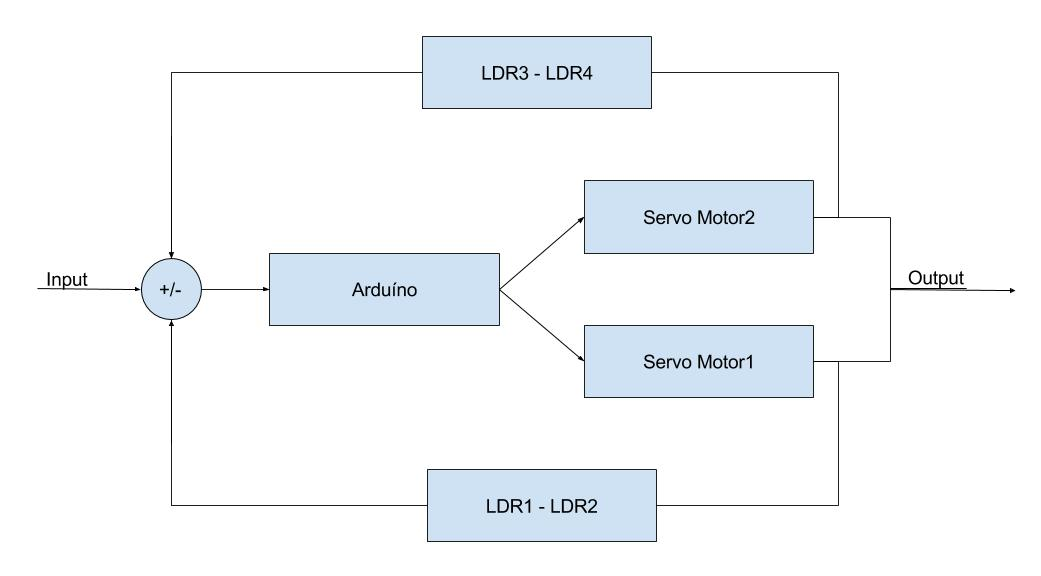 LDR3 - LDR4
Servo Motor2
Input
+/-
Arduíno
Output
Servo Motor1
LDR1 - LDR2